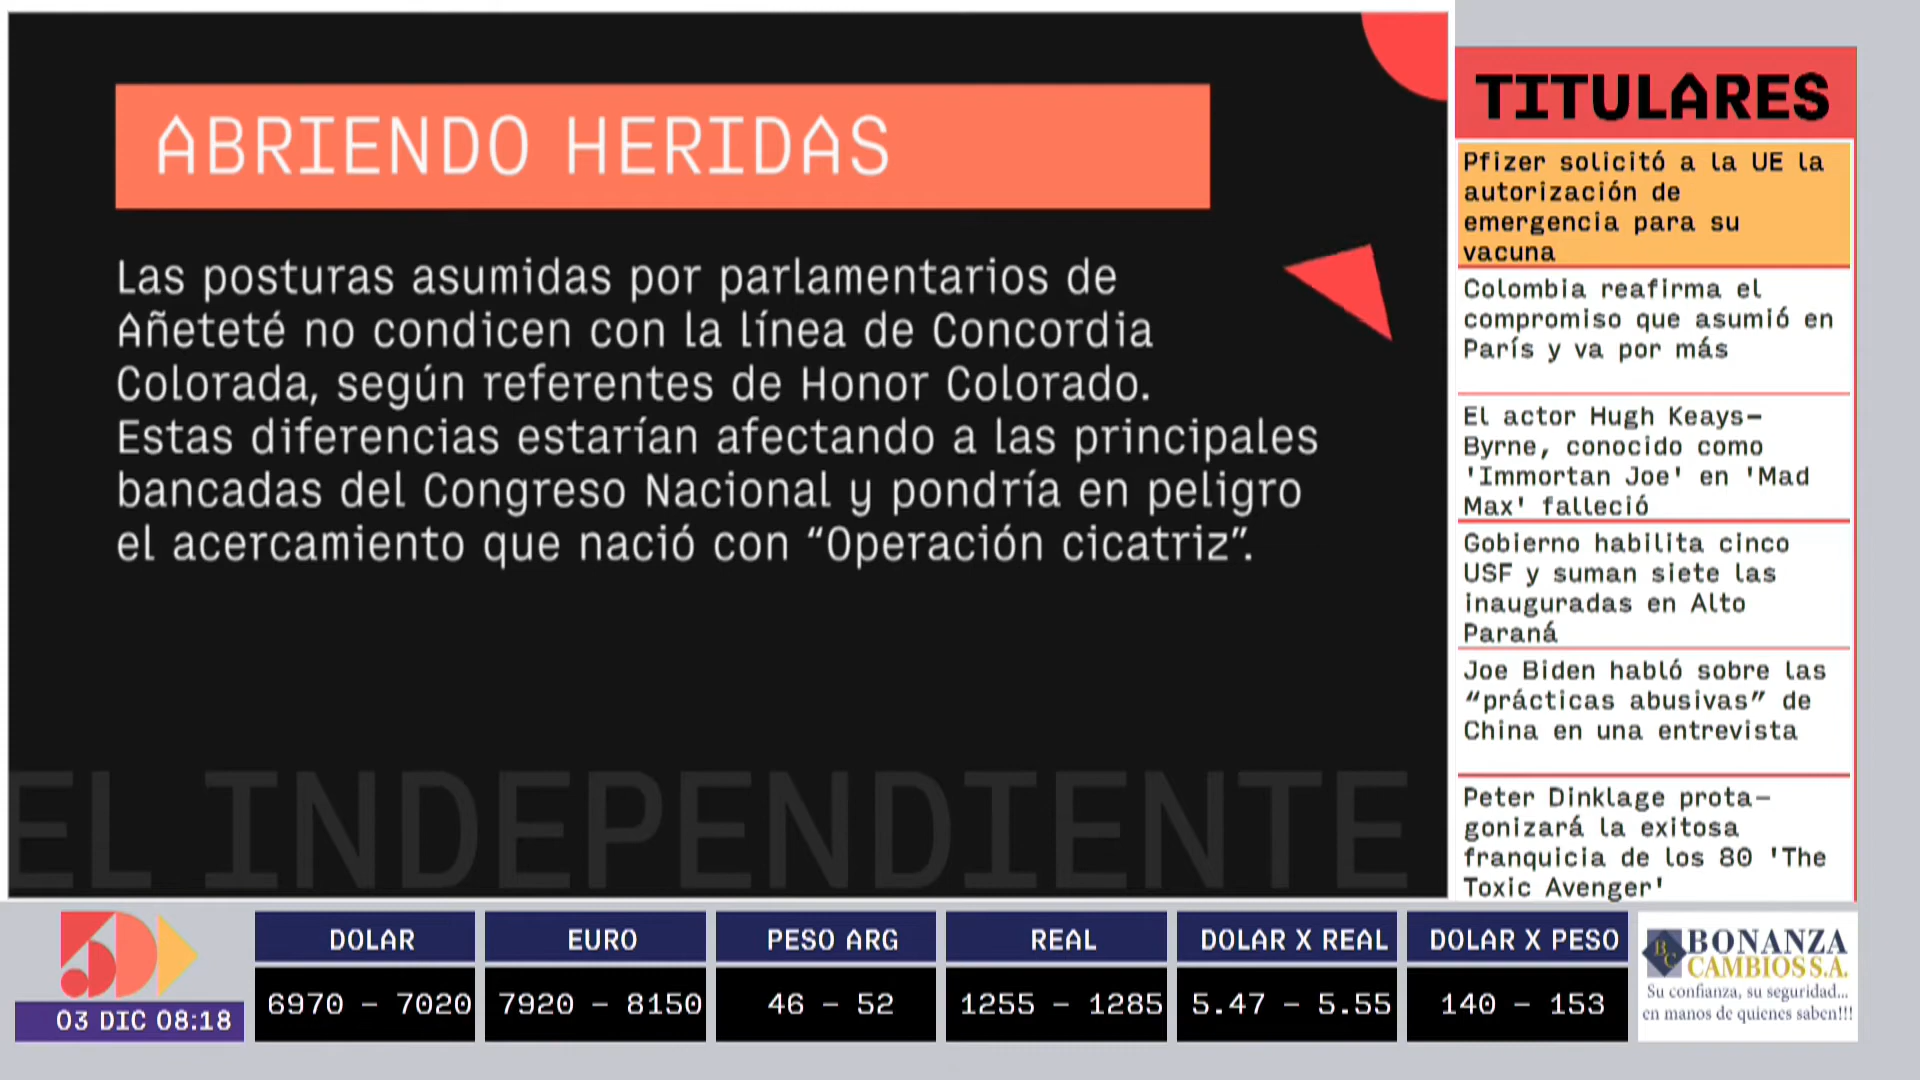 ABRIENDO HERIDAS
Las posturas asumidas por parlamentarios de
Añeteté no condicen con la línea de Concordia
Colorada, según referentes de Honor Colorado.
Estas diferencias estarían afectando a las principales
bancadas del Congreso Nacional y pondría en peligro
el acercamiento que nació con “Operación cicatriz”.
EL INDEPENDIENTE
TITULARES
Pfizer solicitó a la UE la
autorización de
emergencia para su
vacuna
Colombia reafirma el
compromiso que asumió en
París y va por más
El actor Hugh Keays-
Byrne, conocido como
'Immortan Joe' en 'Mad
Max' falleció
Gobierno habilita cinco
USF y suman siete las
inauguradas en Alto
Paraná
Joe Biden habló sobre las
“prácticas abusivas” de
China en una entrevista
Peter Dinklage prota-
gonizará la exitosa
franquicia de los 80 'The
Toxic Avenger'
03 DIC 08:18
DOLAR
6970 - 7020
EURO
7920 - 8150
PESO ARG
46 - 52
REAL
1255 - 1285
DOLAR X REAL
5.47 - 5.55
DOLAR X PESO
140 - 153
BC
BONANZA
CAMBIOS S.A.
Su confianza, su seguridad...
en manos de quienes saben!!!